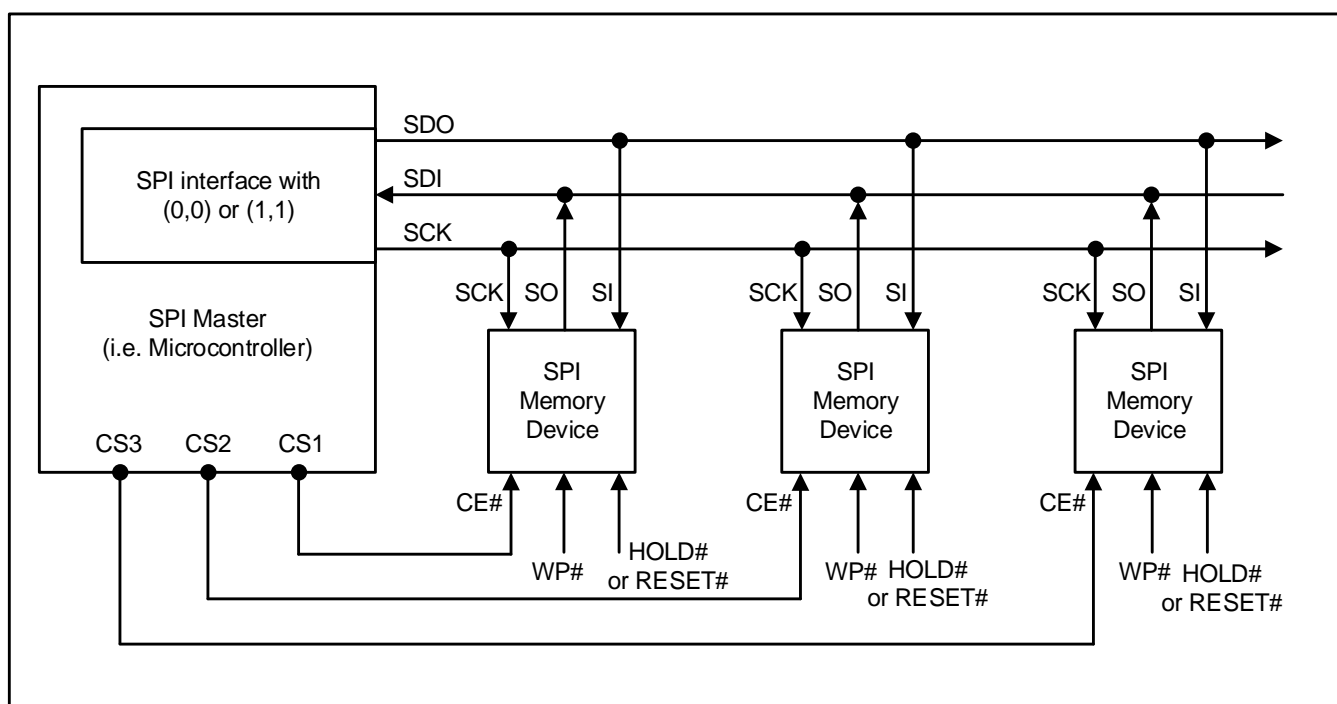 SDO
SPI interface with
(0,0) or (1,1)
SDI
SCK
SPI Master
(i.e. Microcontroller)
SCK SO SI
SCK SO SI
SCK SO SI
SPI
Memory
Device
SPI
Memory
Device
SPI
Memory
Device
CS3 CS2 CS1
CE#
WP#
HOLD#
or RESET#
CE#
WP#
HOLD#
or RESET#
CE#
WP#
HOLD#
or RESET#